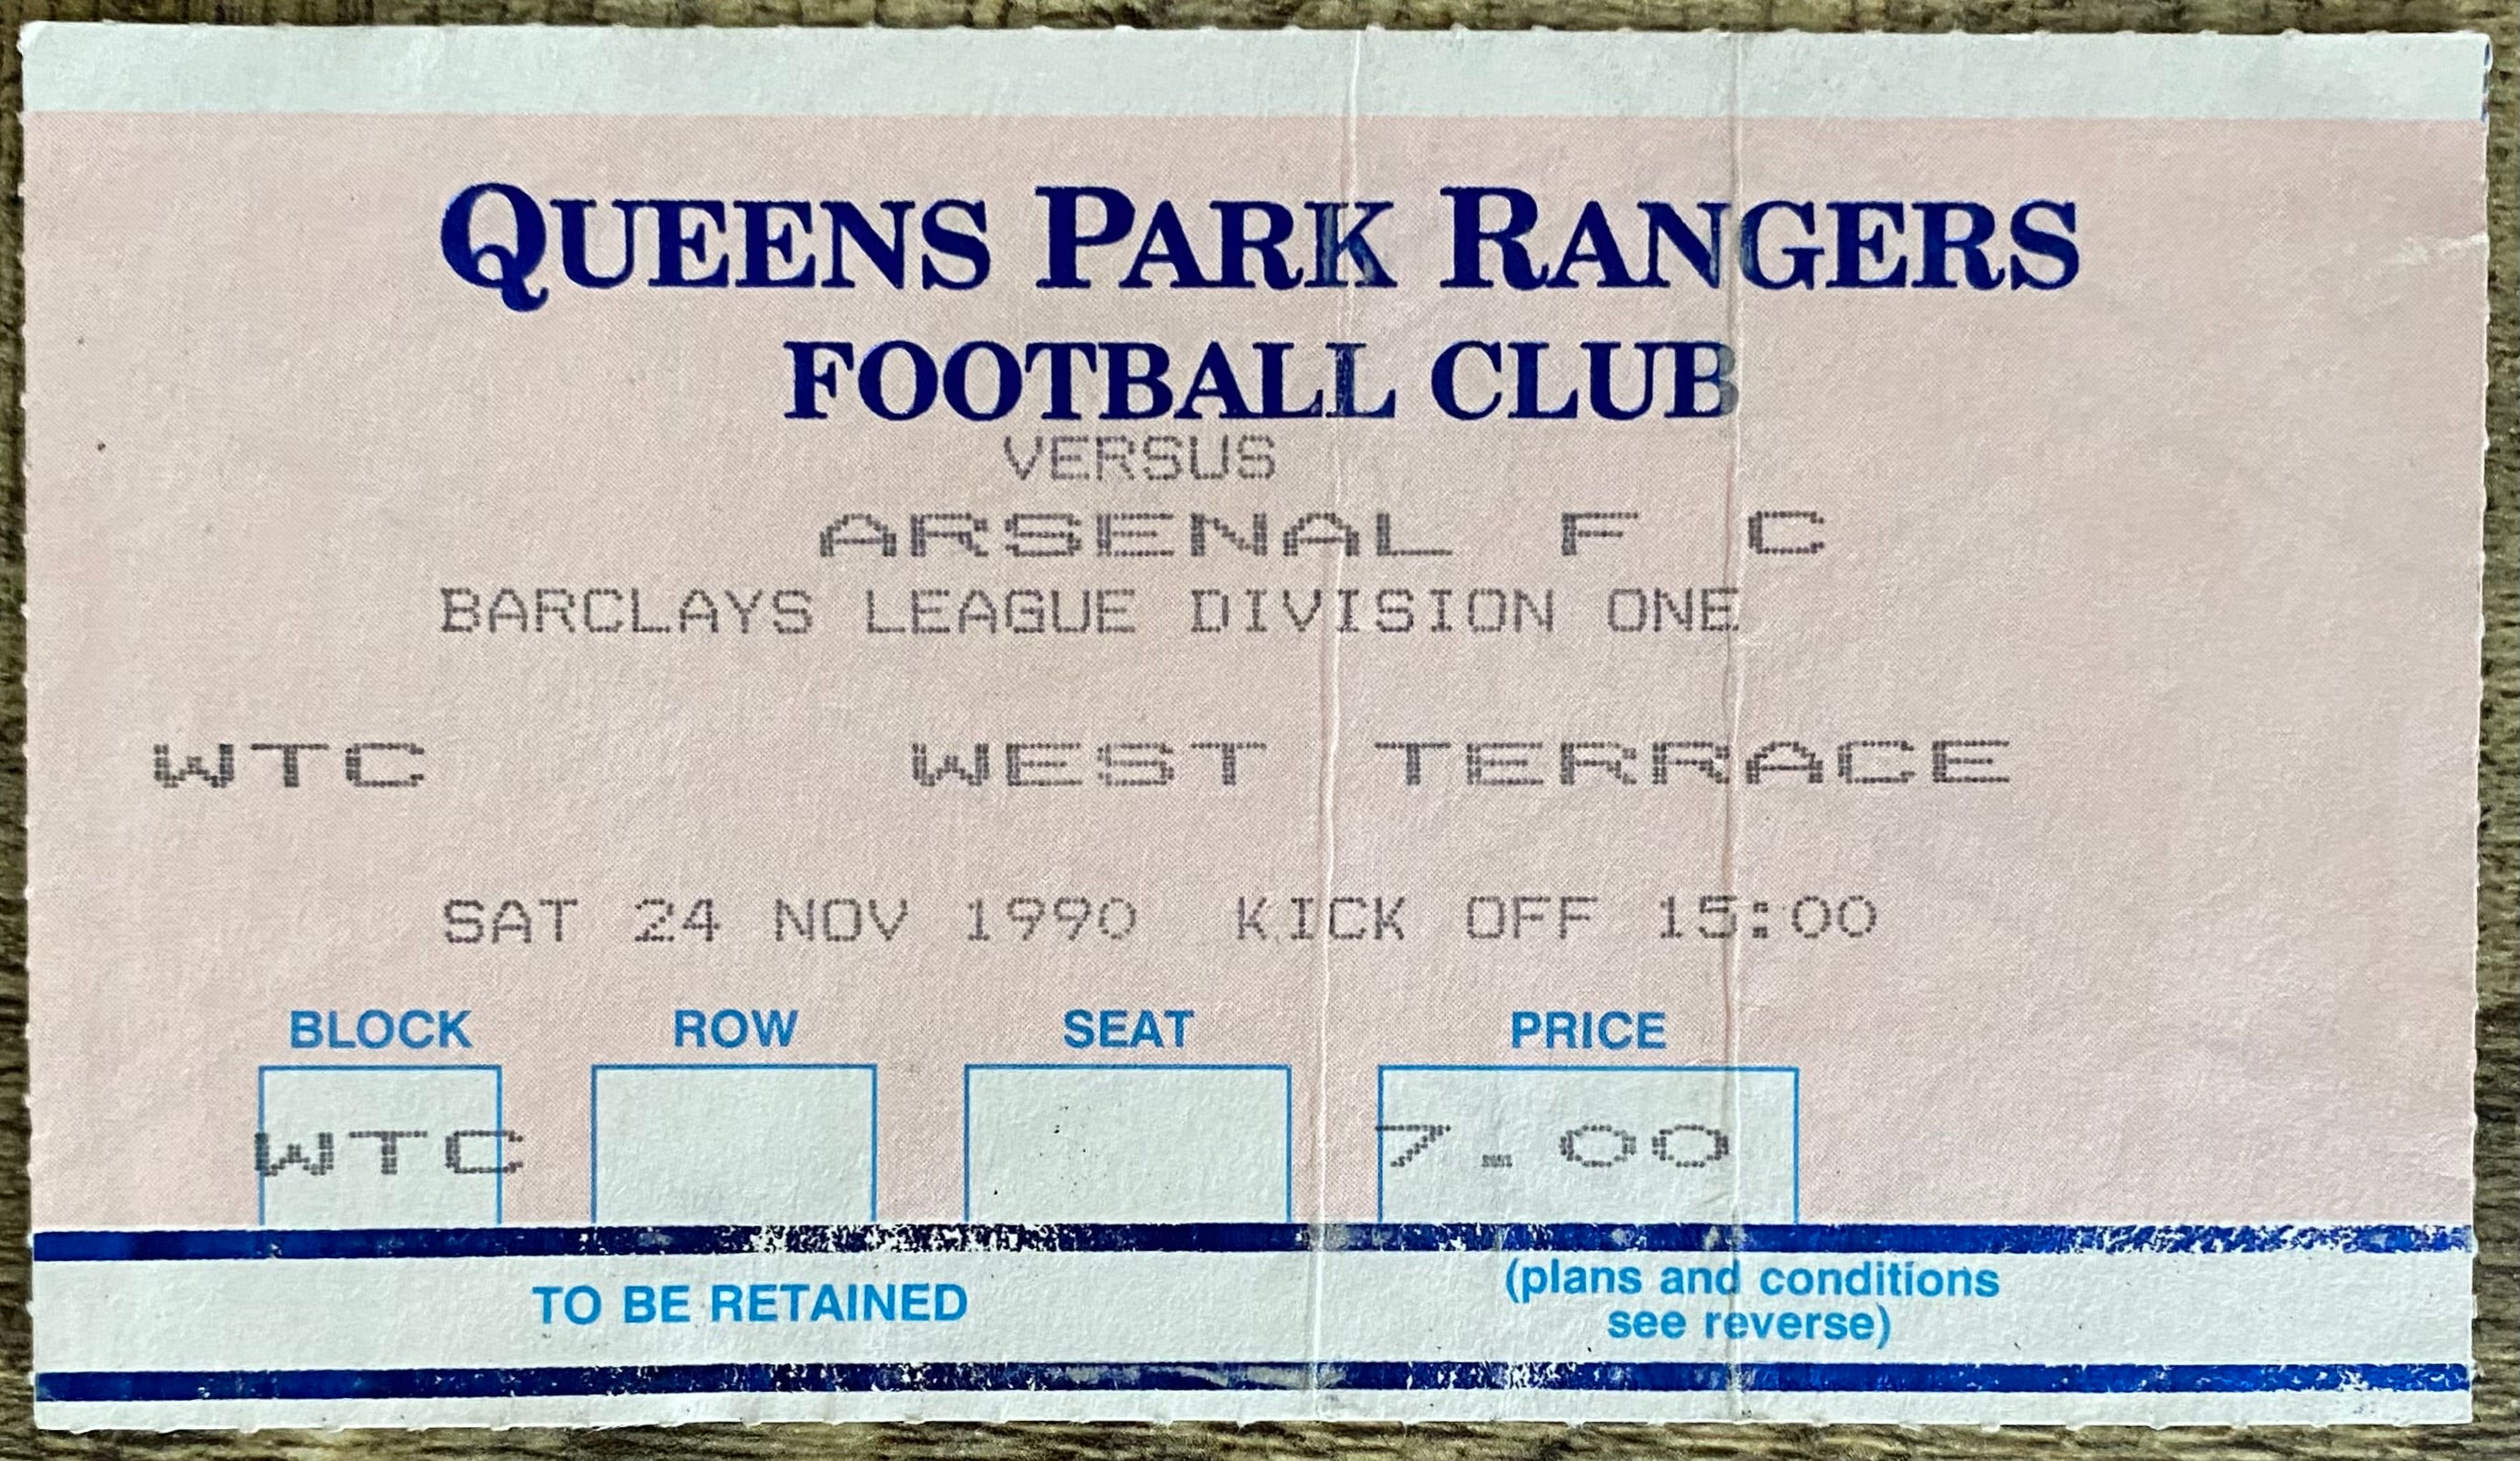 QUEENS PARK RANGERS
FOOTBALL CLUB
VERSUS
ARSENAL F C
BARCLAYS LEAGUE DIVISION ONE
WTC WEST TERRACE
SAT 24 NOV 1990 KICK OFF 15:00
BLOCK ROW SEAT PRICE
WTC 7.00
TO BE RETAINED
(plans and conditions
see reverse)